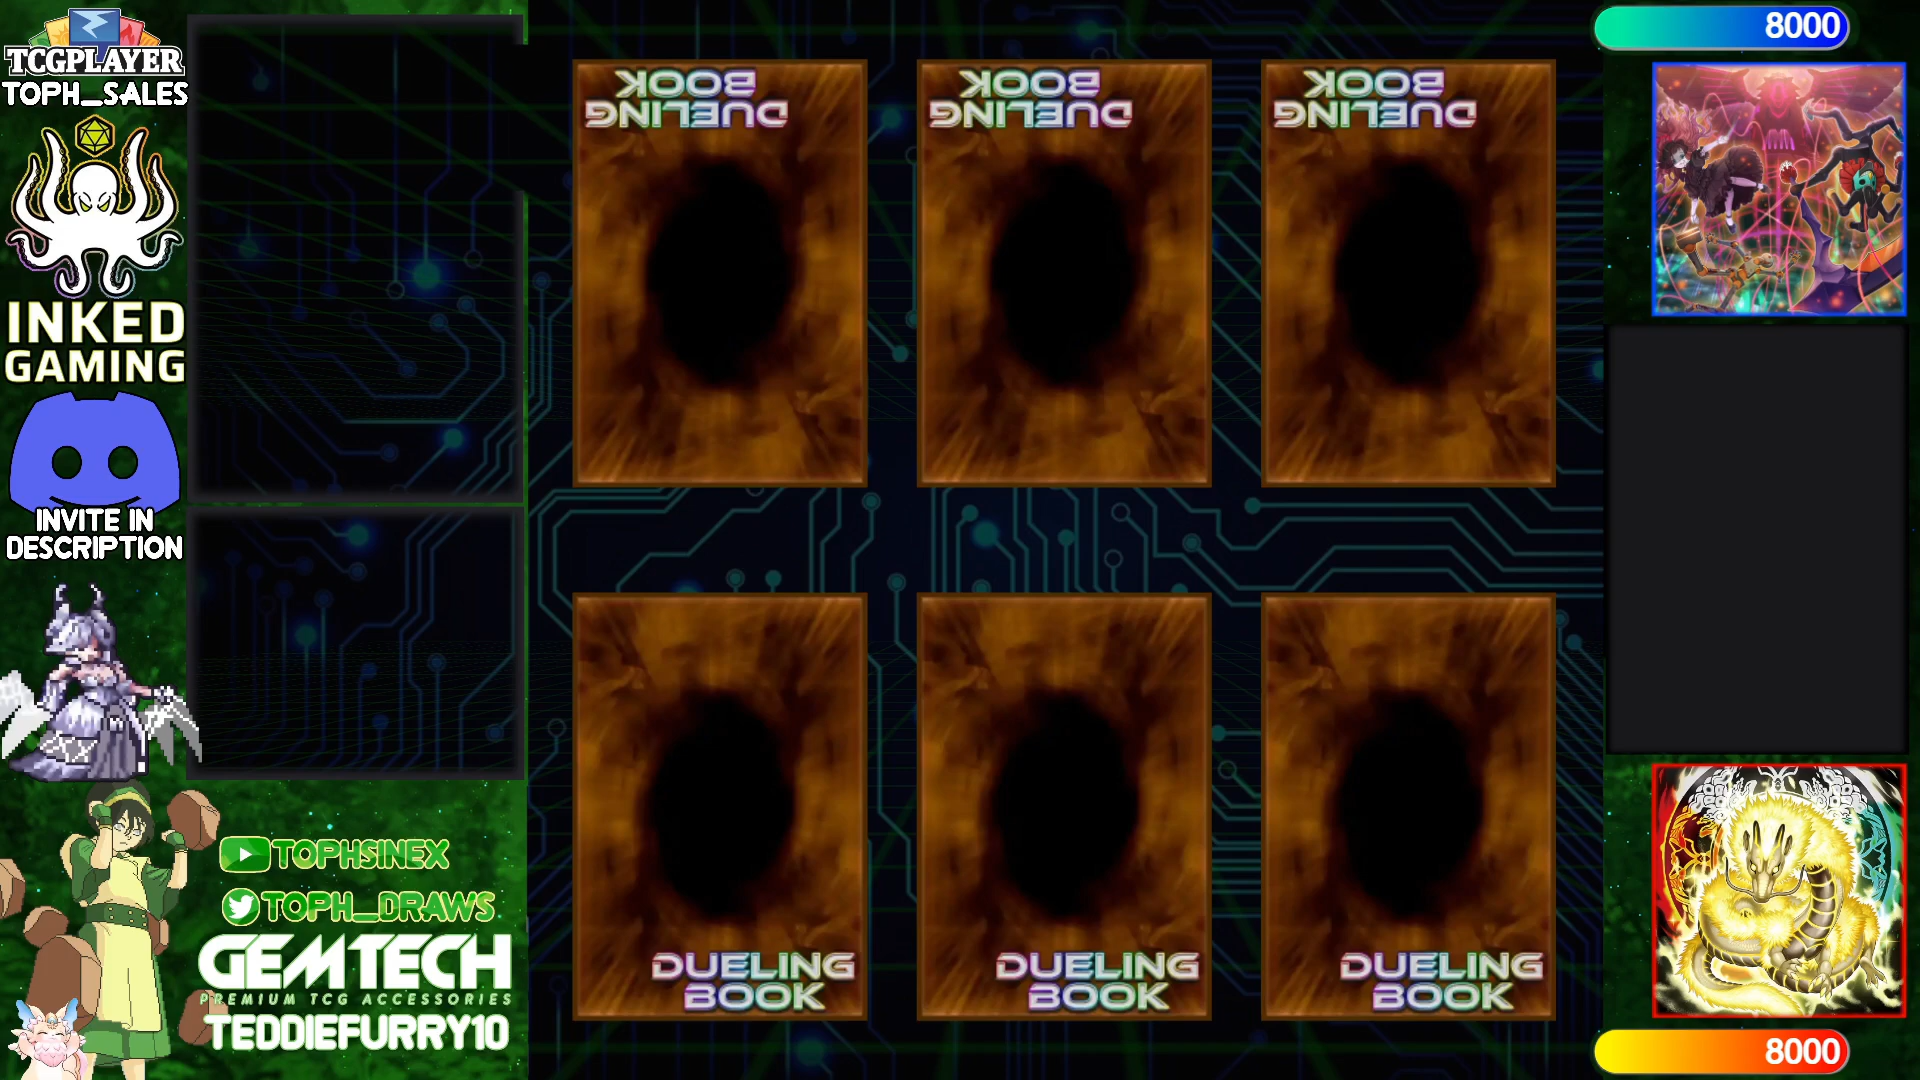 TCGPLAYER
TOPH_SALES
INKED
GAMING
INVITE IN
DESCRIPTION
TOPHSINEX
TOPH_DRAWS
GEMTECH
PREMIUM TCG ACCESSORIES
TEDDIEFURRY10
DUELING
BOOK
DUELING
BOOK
DUELING
BOOK
DUELING
BOOK
DUELING
BOOK
DUELING
BOOK
8000
8000